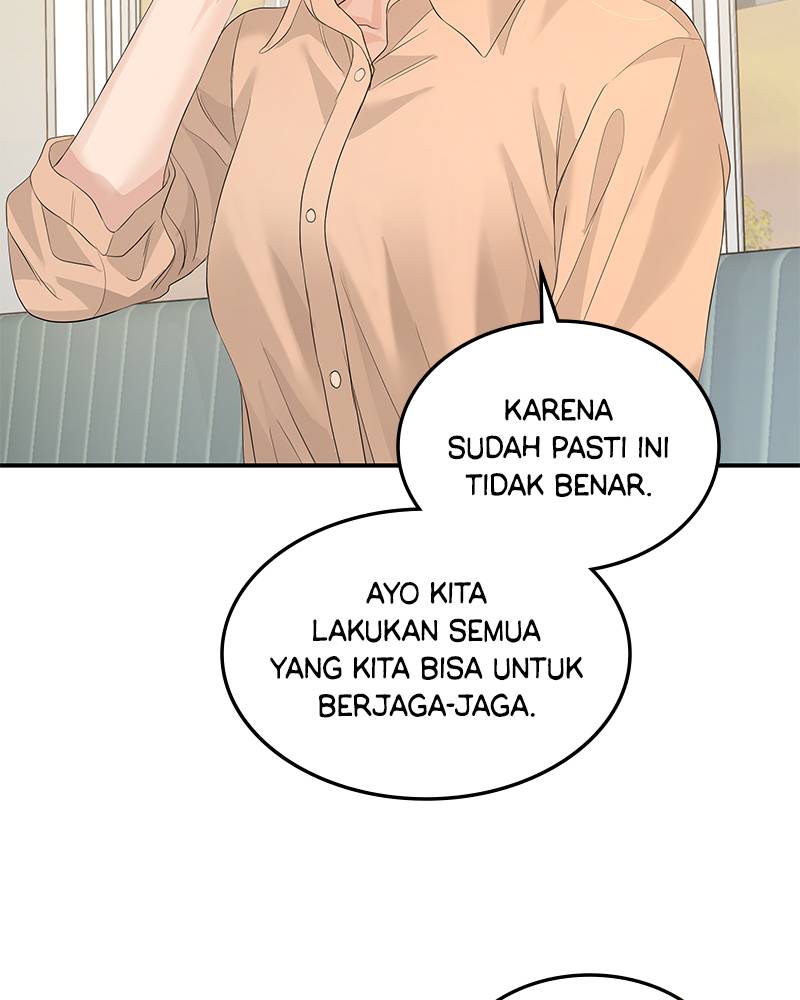 KARENA
SUDAH PASTI INI
TIDAK BENAR.
AYO KITA
LAKUKAN SEMUA
YANG KITA BISA UNTUK
BERJAGA-JAGA.